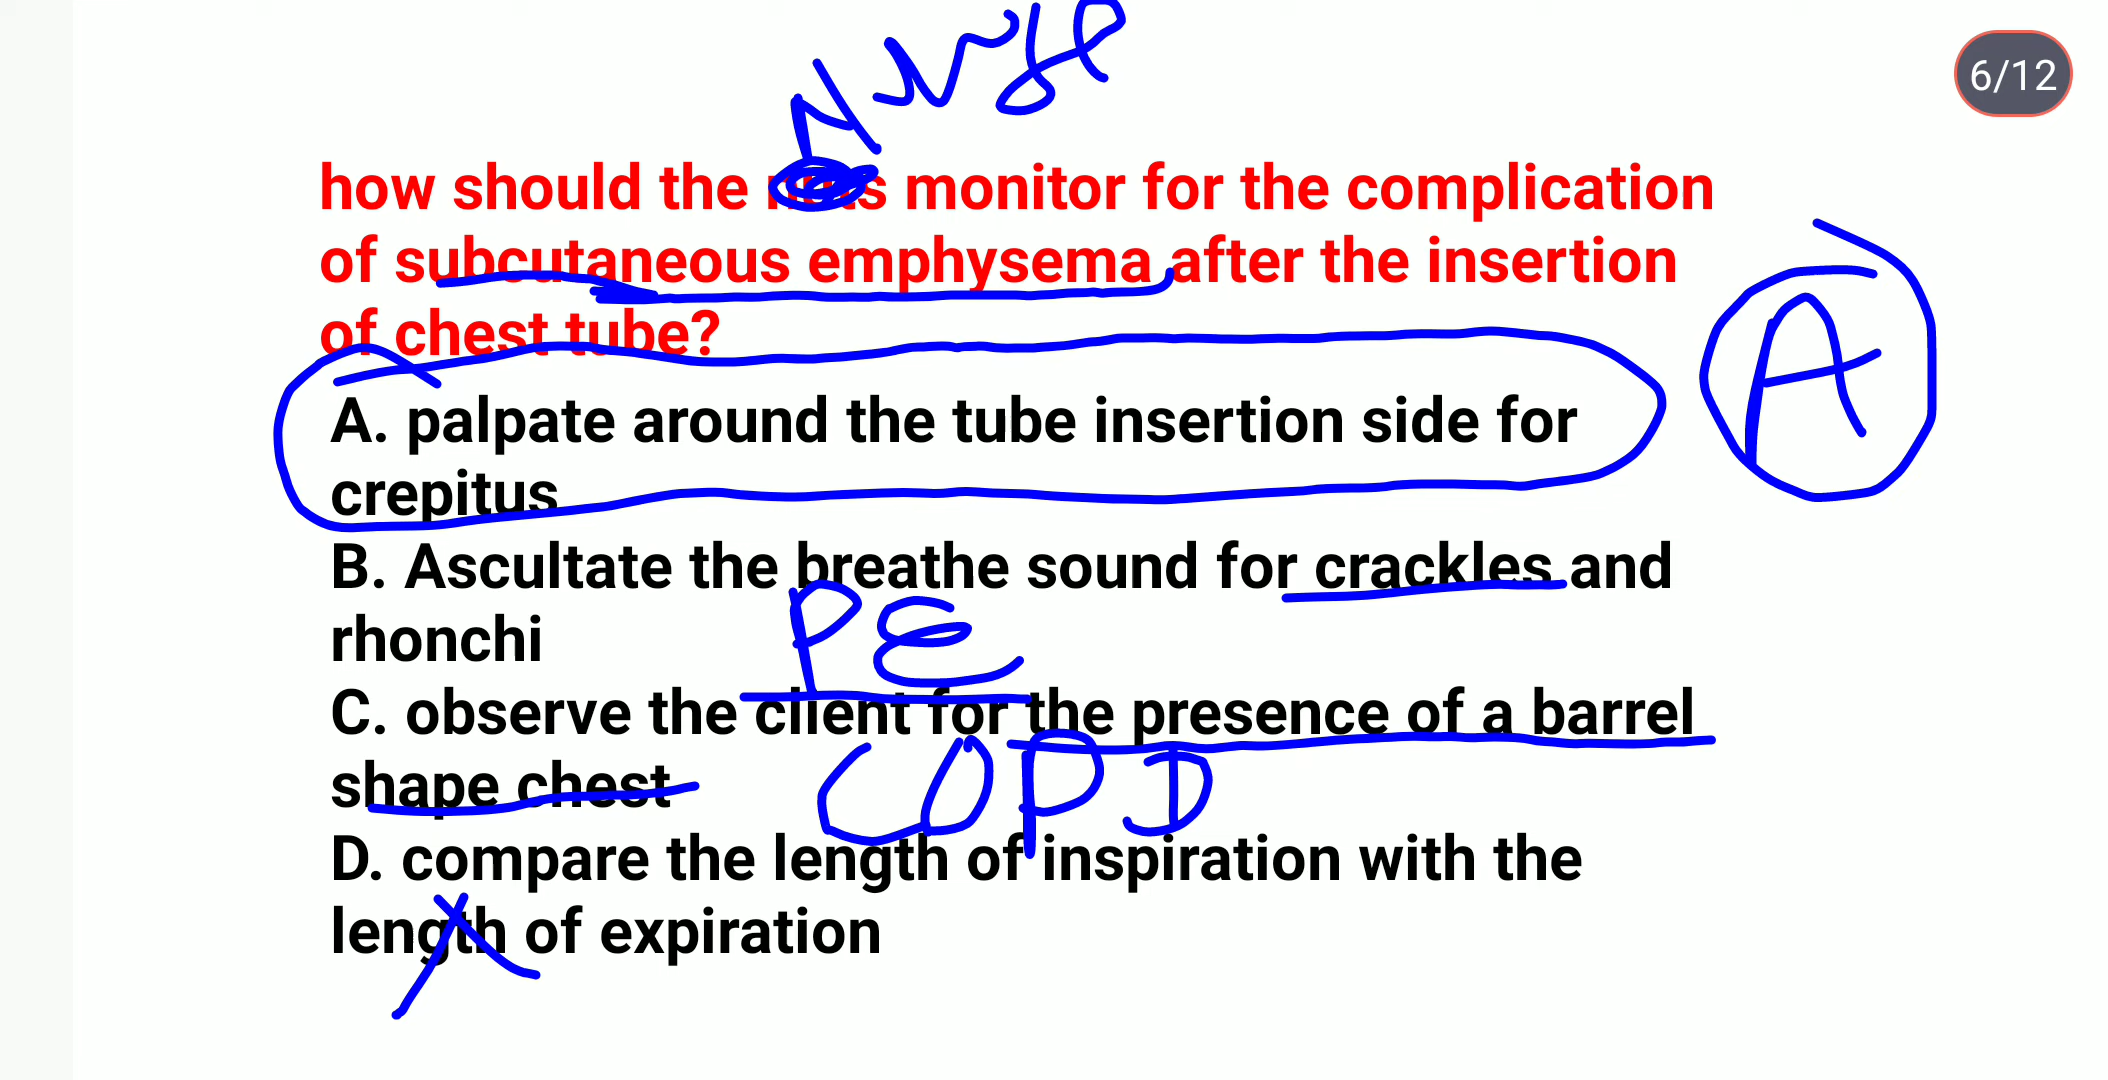 Nurse
6/12
how should the monitor for the complication
of subcutaneous emphysema after the insertion
of chest tube?
A
A. palpate around the tube insertion side for
crepitus
B. Ascultate the breathe sound for crackles and
rhonchi
PE
C. observe the client for the presence of a barrel
shape chest
COPD
D. compare the length of inspiration with the
length of expiration